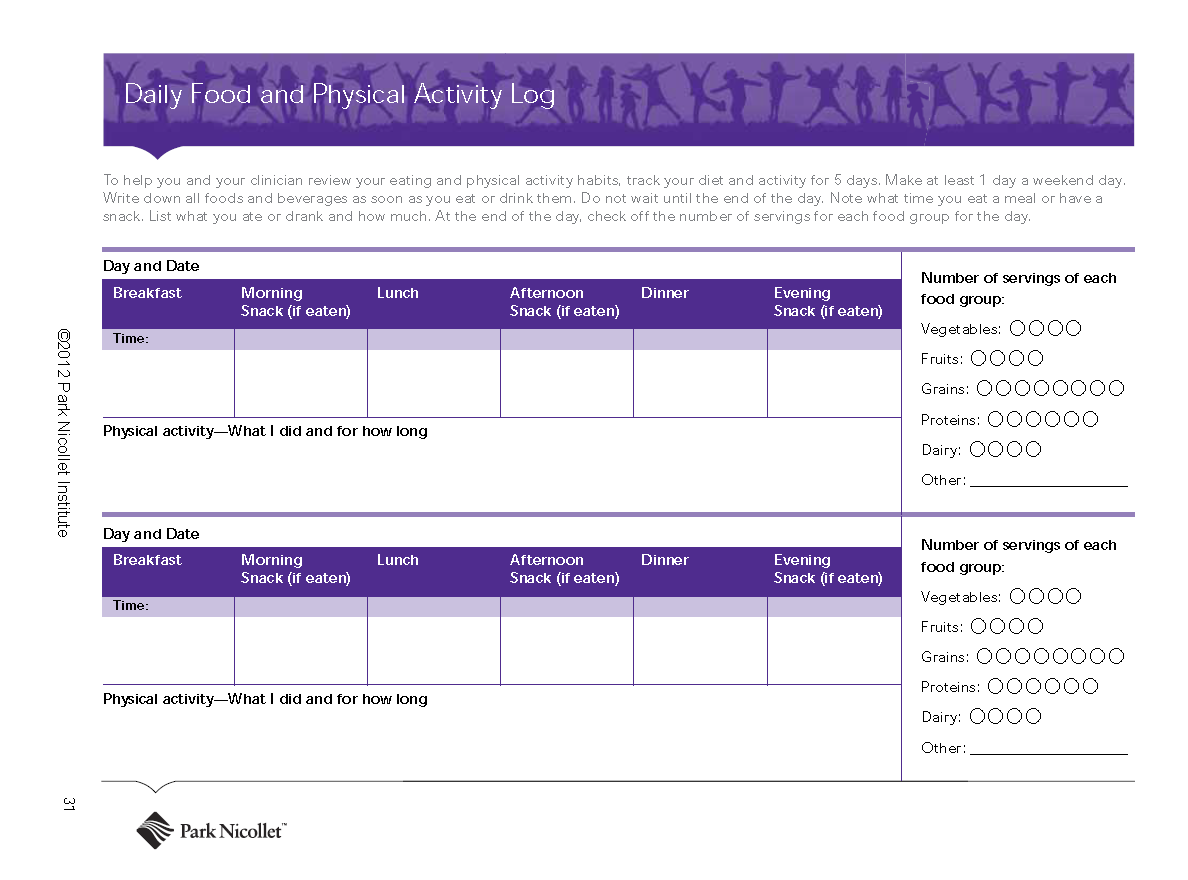 Daily Food and Physical Activity Log
To help you and your clinician review your eating and physical activity habits, track your diet and activity for 5 days. Make at least 1 day a weekend day.
Write down all foods and beverages as soon as you eat or drink them. Do not wait until the end of the day. Note what time you eat a meal or have a
snack. List what you ate or drank and how much. At the end of the day, check off the number of servings for each food group for the day.
Day and Date
Breakfast
Morning
Snack (if eaten)
Lunch
Afternoon
Snack (if eaten)
Dinner
Evening
Snack (if eaten)
Time:
Physical activity—What I did and for how long
Number of servings of each
food group:
Vegetables:
Fruits:
Grains:
Proteins:
Dairy:
Other:
Day and Date
Breakfast
Morning
Snack (if eaten)
Lunch
Afternoon
Snack (if eaten)
Dinner
Evening
Snack (if eaten)
Time:
Physical activity—What I did and for how long
Number of servings of each
food group:
Vegetables:
Fruits:
Grains:
Proteins:
Dairy:
Other:
Park Nicollet™
©2012 Park Nicollet Institute
31